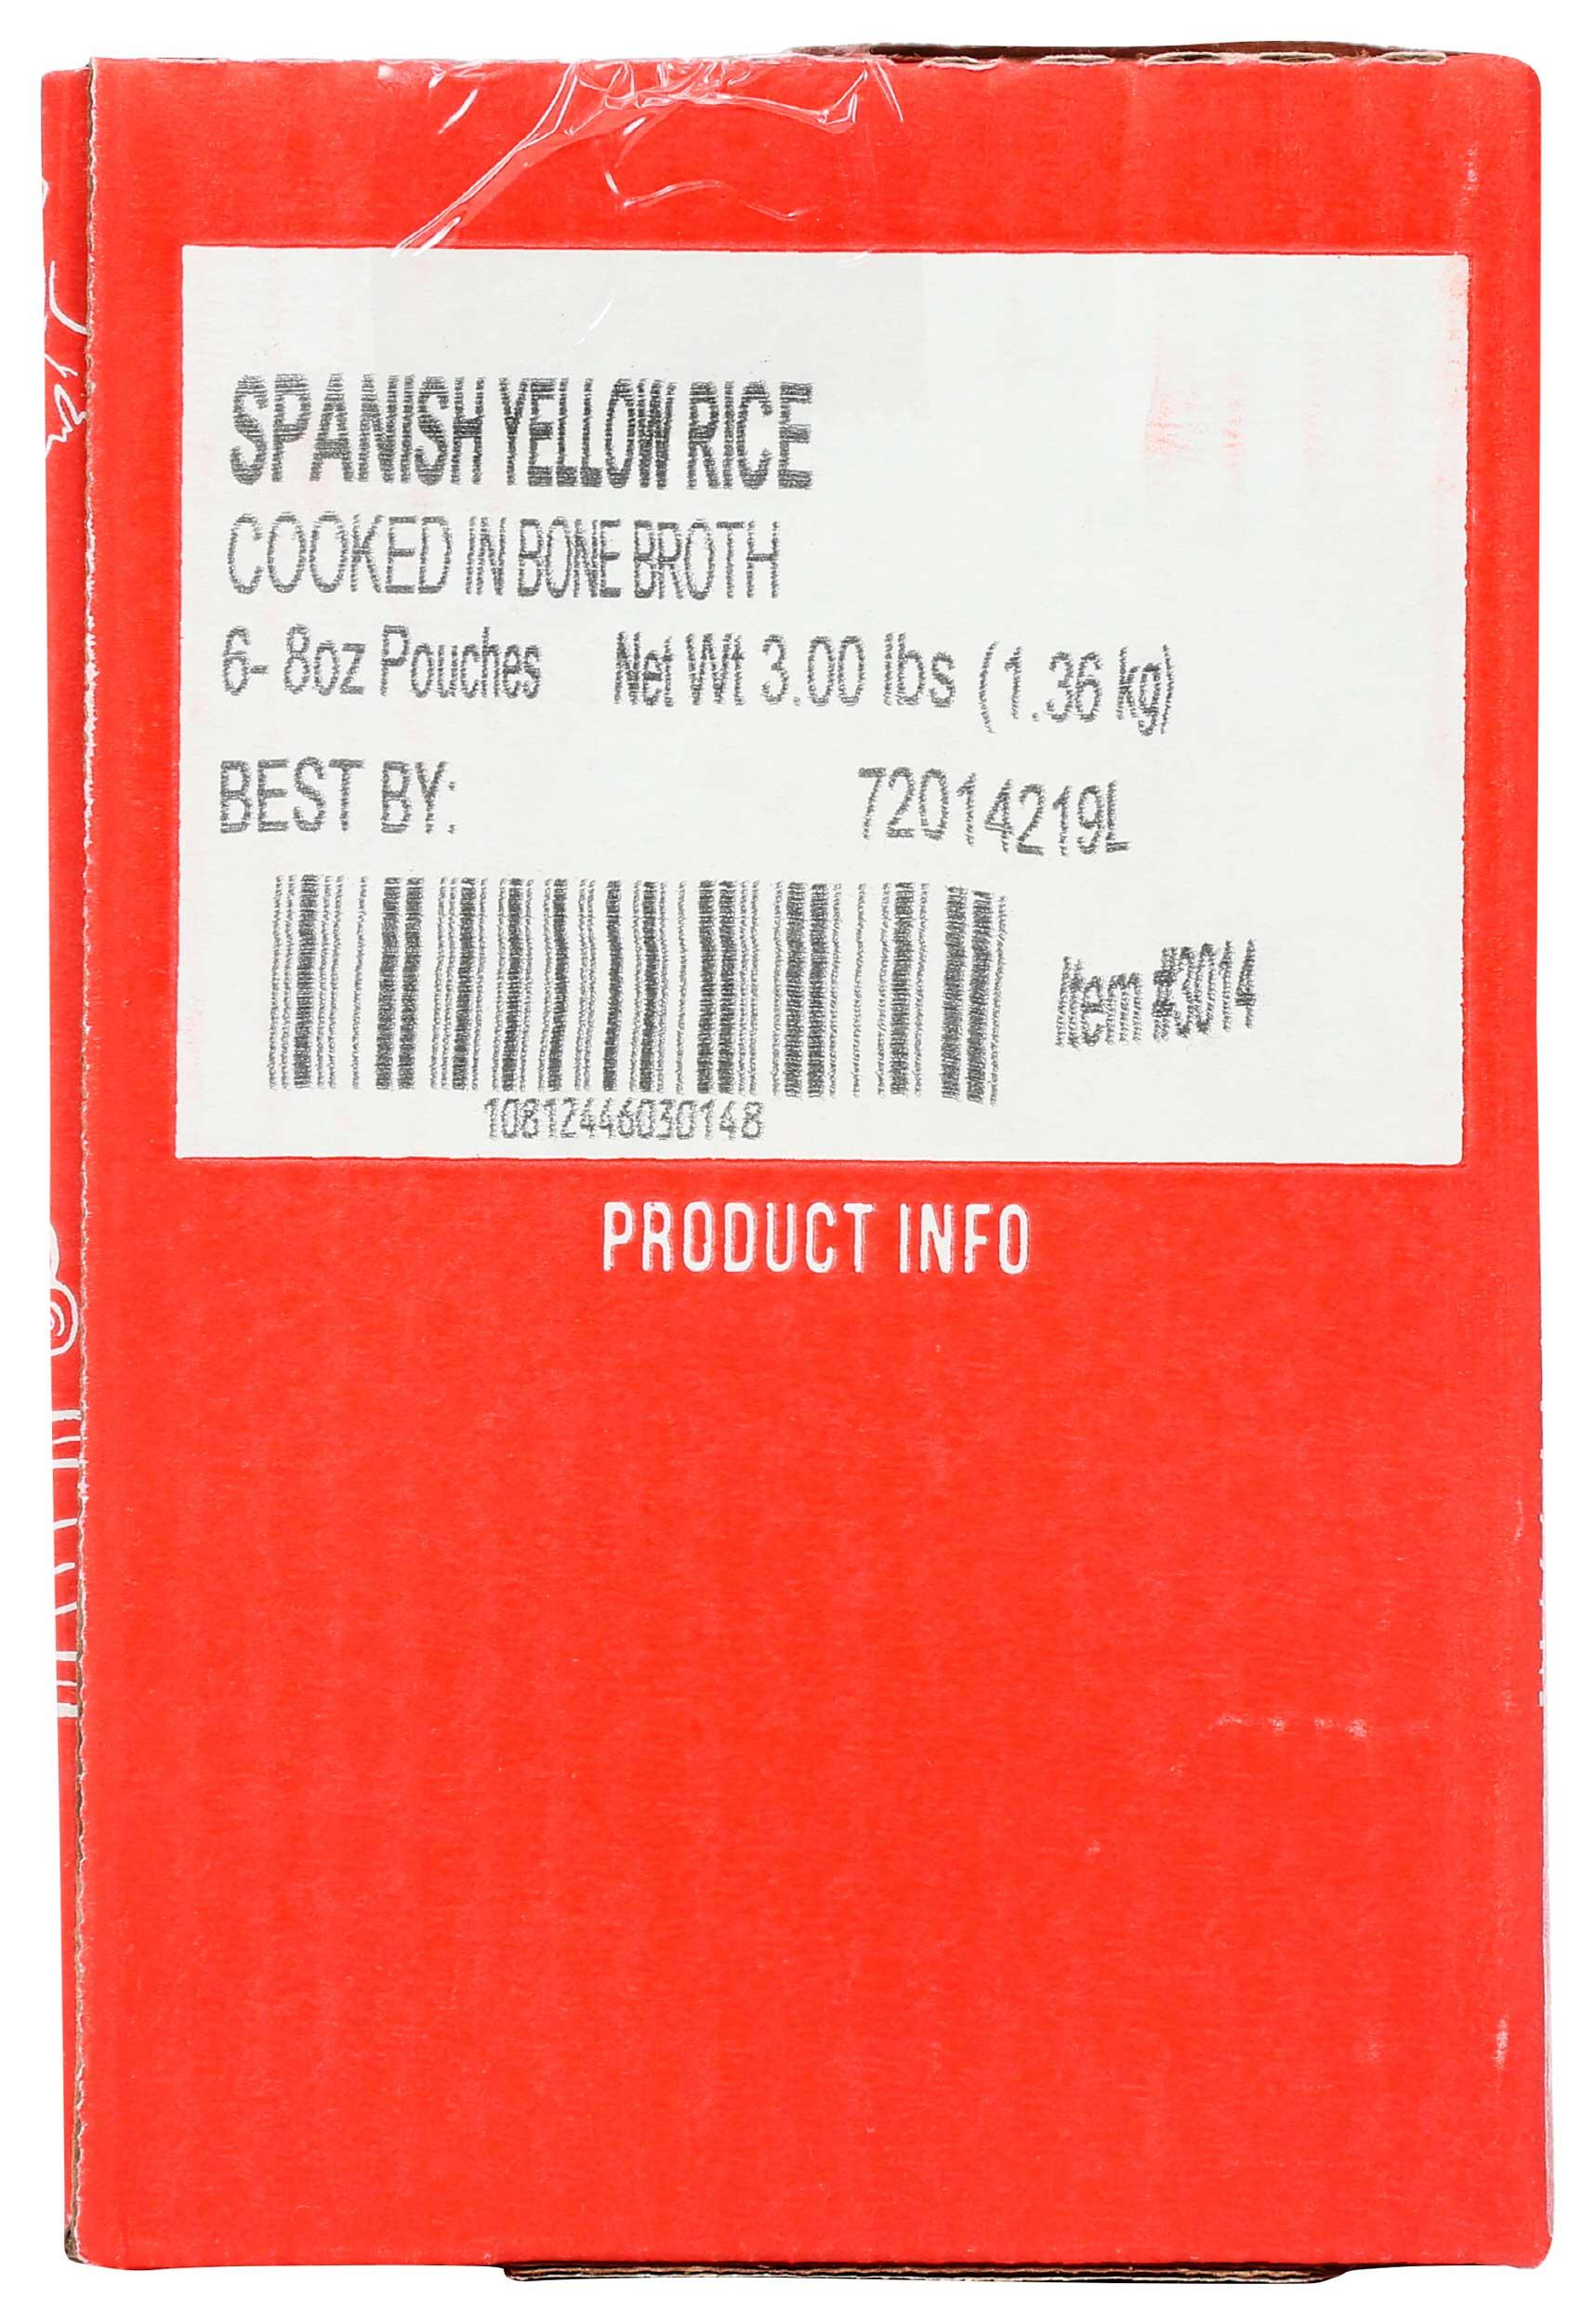 SPANISH YELLOW RICE
COOKED IN BONE BROTH
6- 8oz Pouches Net Wt 3.00 lbs (1.36 kg)
BEST BY: 72014219L
Item #3014
10812446030148
PRODUCT INFO